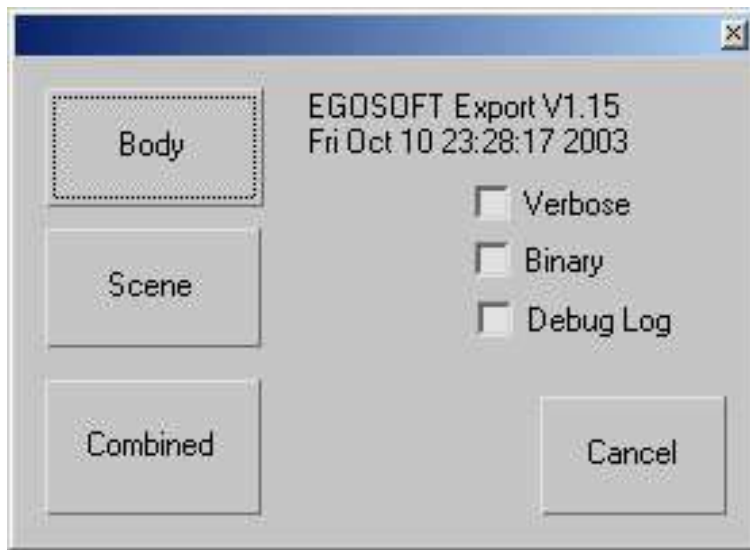 EGOSOFT Export V1.15
Fri Oct 10 23:28:17 2003
Body
Verbose
Binary
Scene
Debug Log
Combined
Cancel